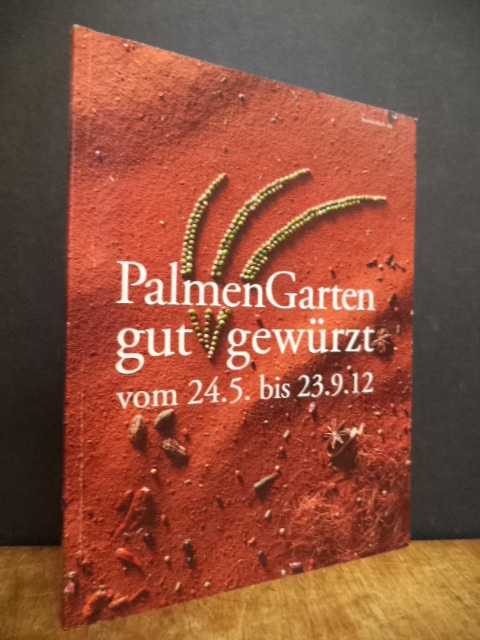 PalmenGarten
gut gewürzt
vom 24.5. bis 23.9.12